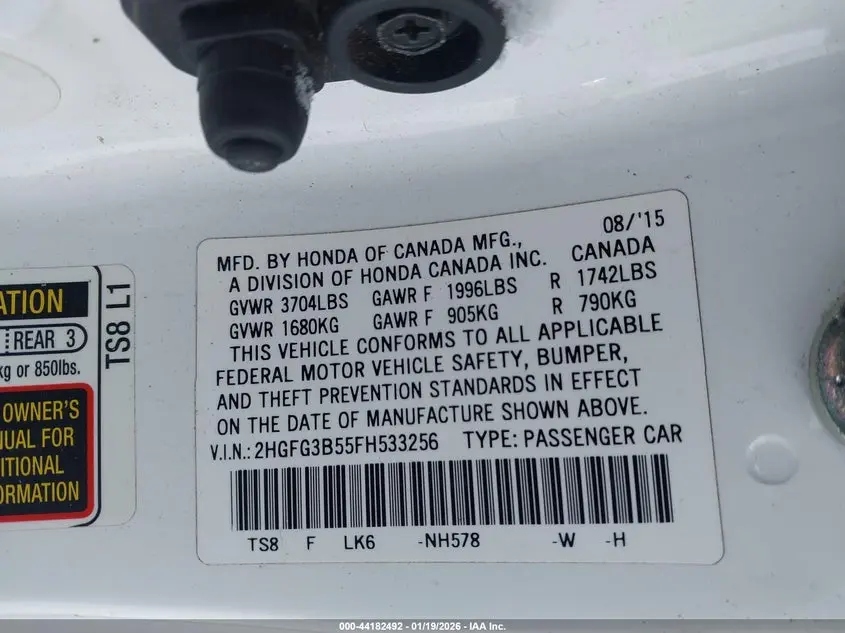 08/'15
MFD. BY HONDA OF CANADA MFG.,
A DIVISION OF HONDA CANADA INC. CANADA
GVWR 3704LBS GAWR F 1996LBS R 1742LBS
GVWR 1680KG GAWR F 905KG R 790KG
THIS VEHICLE CONFORMS TO ALL APPLICABLE
FEDERAL MOTOR VEHICLE SAFETY, BUMPER,
AND THEFT PREVENTION STANDARDS IN EFFECT
ON THE DATE OF MANUFACTURE SHOWN ABOVE.
V.I.N.: 2HGFG3B55FH533256 TYPE: PASSENGER CAR
TS8 F LK6 -NH578 -W -H
ATION
REAR 3
kg or 850lbs.
OWNER'S
NUAL FOR
ITIONAL
ORMATION
TS8 L1
000-44182492 - 01/19/2026 - IAA Inc.